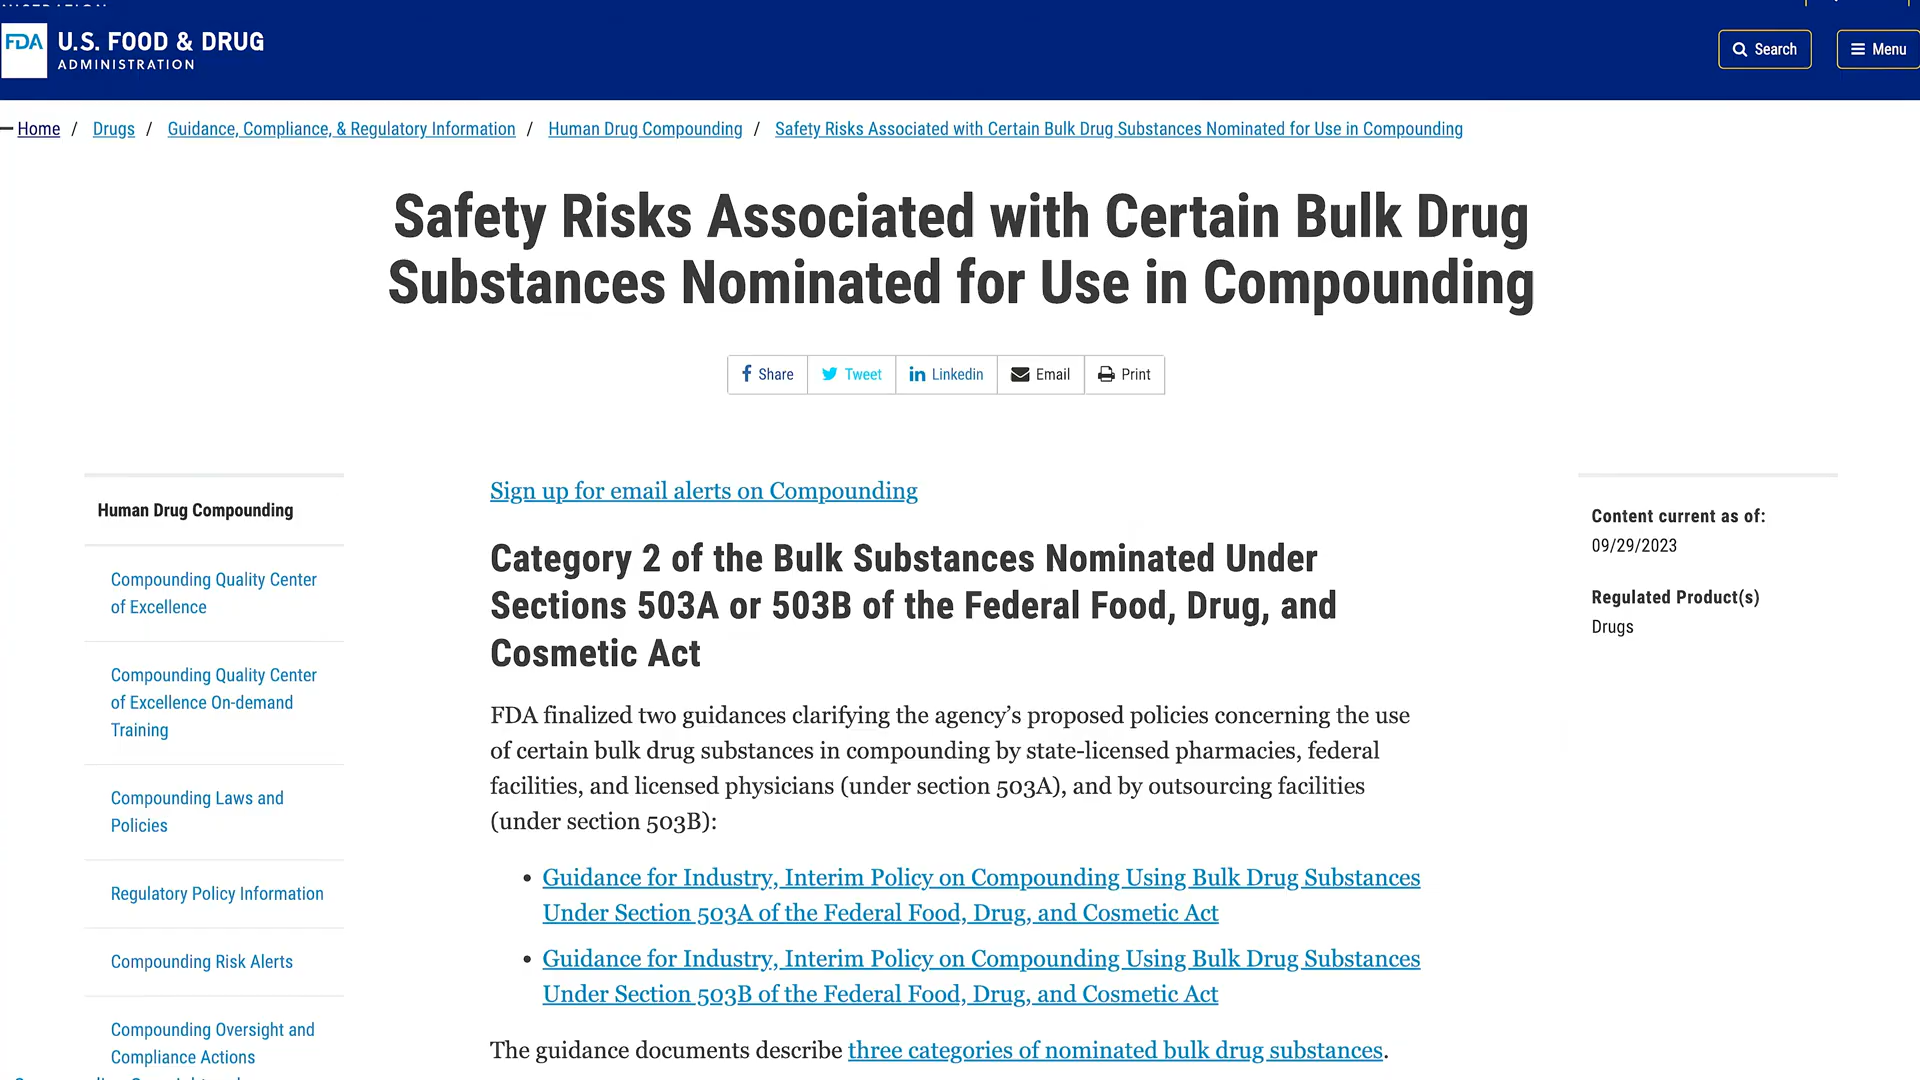 FDA U.S. FOOD & DRUG
ADMINISTRATION
Search
Menu
Home / Drugs / Guidance, Compliance, & Regulatory Information / Human Drug Compounding / Safety Risks Associated with Certain Bulk Drug Substances Nominated for Use in Compounding
Safety Risks Associated with Certain Bulk Drug
Substances Nominated for Use in Compounding
Share Tweet Linkedin Email Print
Human Drug Compounding
Compounding Quality Center
of Excellence
Compounding Quality Center
of Excellence On-demand
Training
Compounding Laws and
Policies
Regulatory Policy Information
Compounding Risk Alerts
Compounding Oversight and
Compliance Actions
Sign up for email alerts on Compounding
Category 2 of the Bulk Substances Nominated Under
Sections 503A or 503B of the Federal Food, Drug, and
Cosmetic Act
FDA finalized two guidances clarifying the agency’s proposed policies concerning the use
of certain bulk drug substances in compounding by state-licensed pharmacies, federal
facilities, and licensed physicians (under section 503A), and by outsourcing facilities
(under section 503B):
• Guidance for Industry, Interim Policy on Compounding Using Bulk Drug Substances
Under Section 503A of the Federal Food, Drug, and Cosmetic Act
• Guidance for Industry, Interim Policy on Compounding Using Bulk Drug Substances
Under Section 503B of the Federal Food, Drug, and Cosmetic Act
The guidance documents describe three categories of nominated bulk drug substances.
Content current as of:
09/29/2023
Regulated Product(s)
Drugs